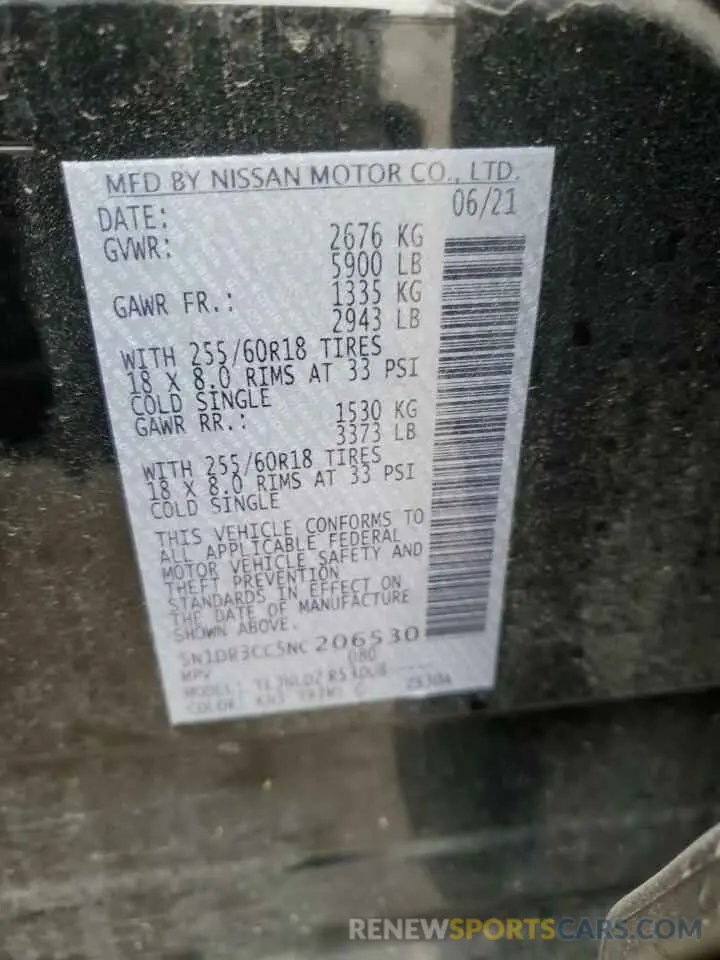 MFD BY NISSAN MOTOR CO., LTD.
DATE: 06/21
GVWR: 2676 KG
5900 LB
GAWR FR.: 1335 KG
2943 LB
WITH 255/60R18 TIRES
18 X 8.0 RIMS AT 33 PSI
COLD SINGLE
GAWR RR.: 1530 KG
3373 LB
WITH 255/60R18 TIRES
18 X 8.0 RIMS AT 33 PSI
COLD SINGLE
THIS VEHICLE CONFORMS TO
ALL APPLICABLE FEDERAL
MOTOR VEHICLE SAFETY AND
THEFT PREVENTION
STANDARDS IN EFFECT ON
THE DATE OF MANUFACTURE
SHOWN ABOVE.
5N1DR3CC5NC206530
MPV 080
MODEL:
COLOR: KH3
RENEWSPORTSCARS.COM